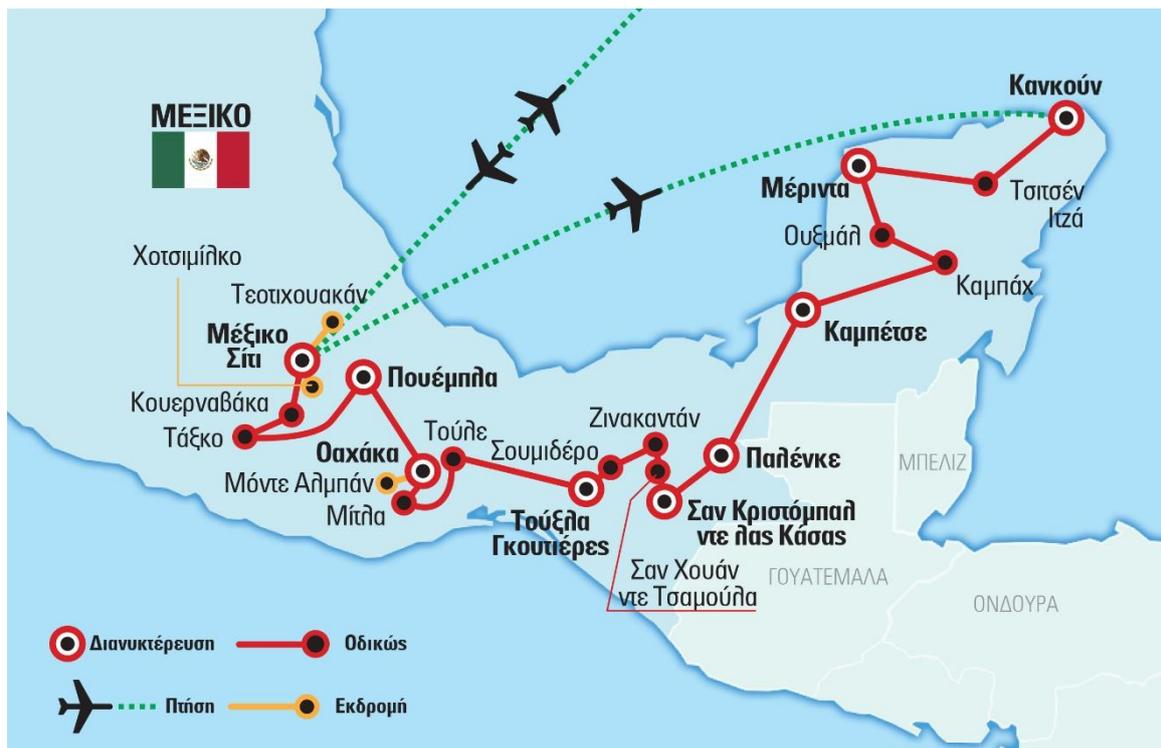 ΜΕΞΙΚΟ
Κανκούν
Μέριντα
Τσιτσέν
Ιτζά
Ουξμάλ
Χοτσιμίλκο
Καμπάχ
Τεοτιχουακάν
Μέξικο
Σίτι
Καμπέτσε
Πουέμπλα
Κουερναβάκα
Τάξκο
Τούλε
Ζινακαντάν
Οαχάκα
Σουμιδέρο
Παλένκε
ΜΠΕΛΙΖ
Μόντε Αλμπάν
Μίτλα
Τούξλα
Γκουτιέρες
Σαν Κριστόμπαλ
ντε λας Κάσας
Σαν Χουάν
ντε Τσαμούλα
ΓΟΥΑΤΕΜΑΛΑ
ΟΝΔΟΥΡΑ
Διανυκτέρευση
Οδικώς
Πτήση
Εκδρομή